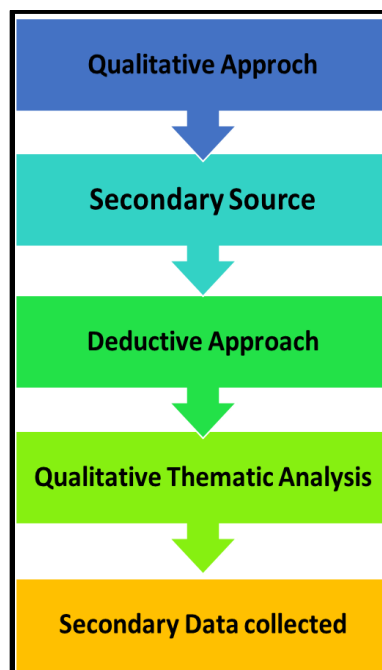 Qualitative Approch
Secondary Source
Deductive Approach
Qualitative Thematic Analysis
Secondary Data collected